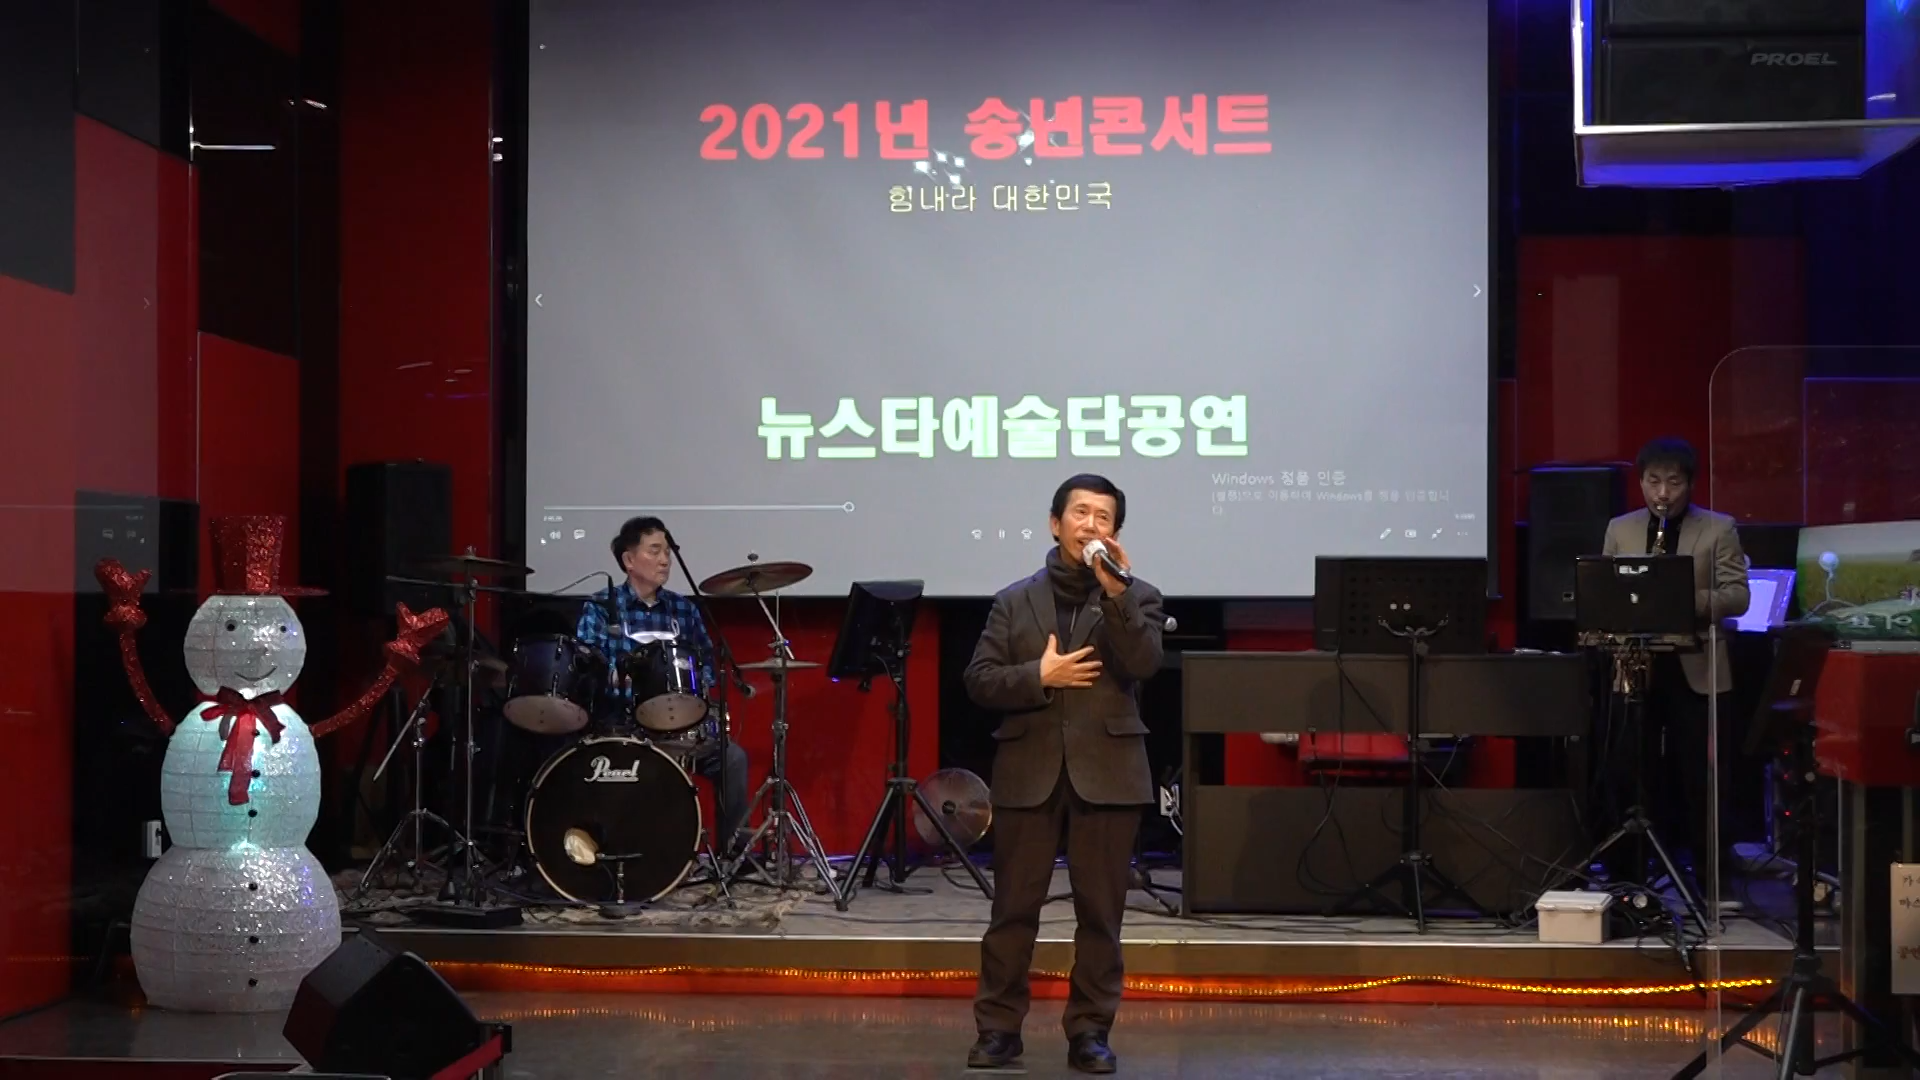 PROEL
2021년 송년콘서트
힘내라 대한민국
뉴스타예술단공연
Windows 정품 인증
Pearl